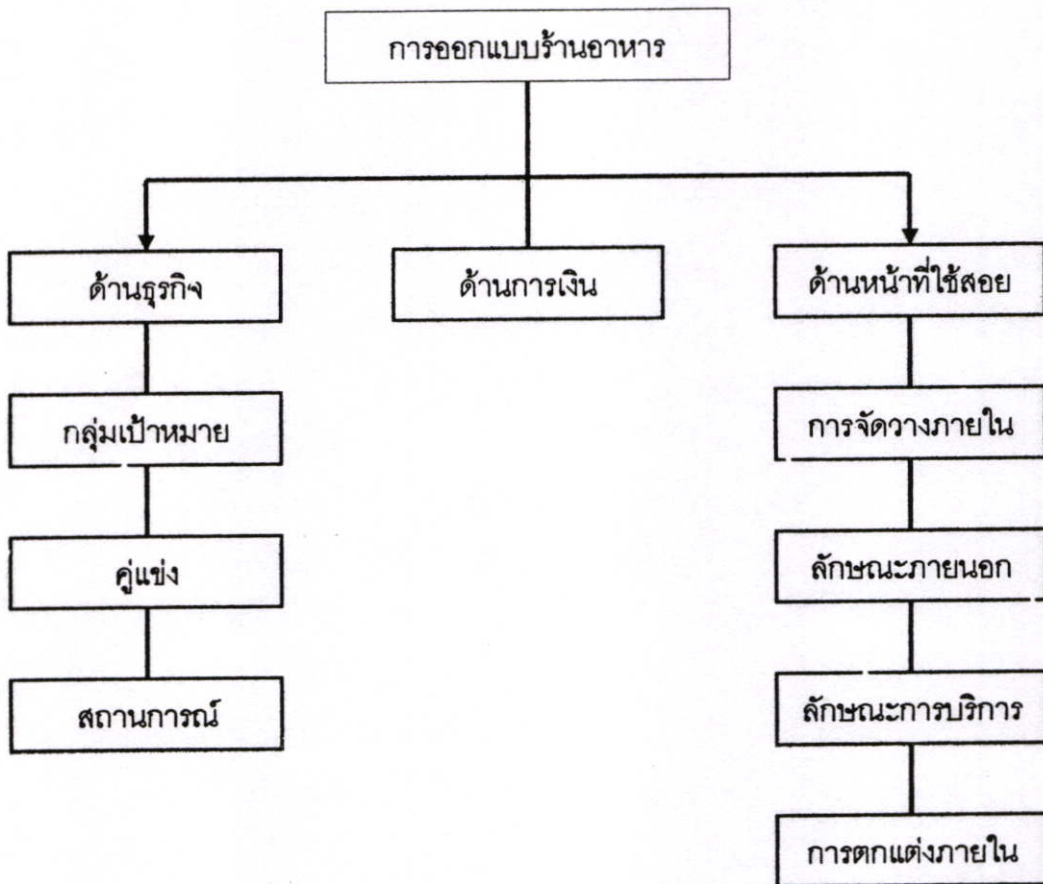 การออกแบบร้านอาหาร
ด้านธุรกิจ
ด้านการเงิน
ด้านหน้าที่ใช้สอย
กลุ่มเป้าหมาย
การจัดวางภายใน
คู่แข่ง
ลักษณะภายนอก
สถานการณ์
ลักษณะการบริการ
การตกแต่งภายใน